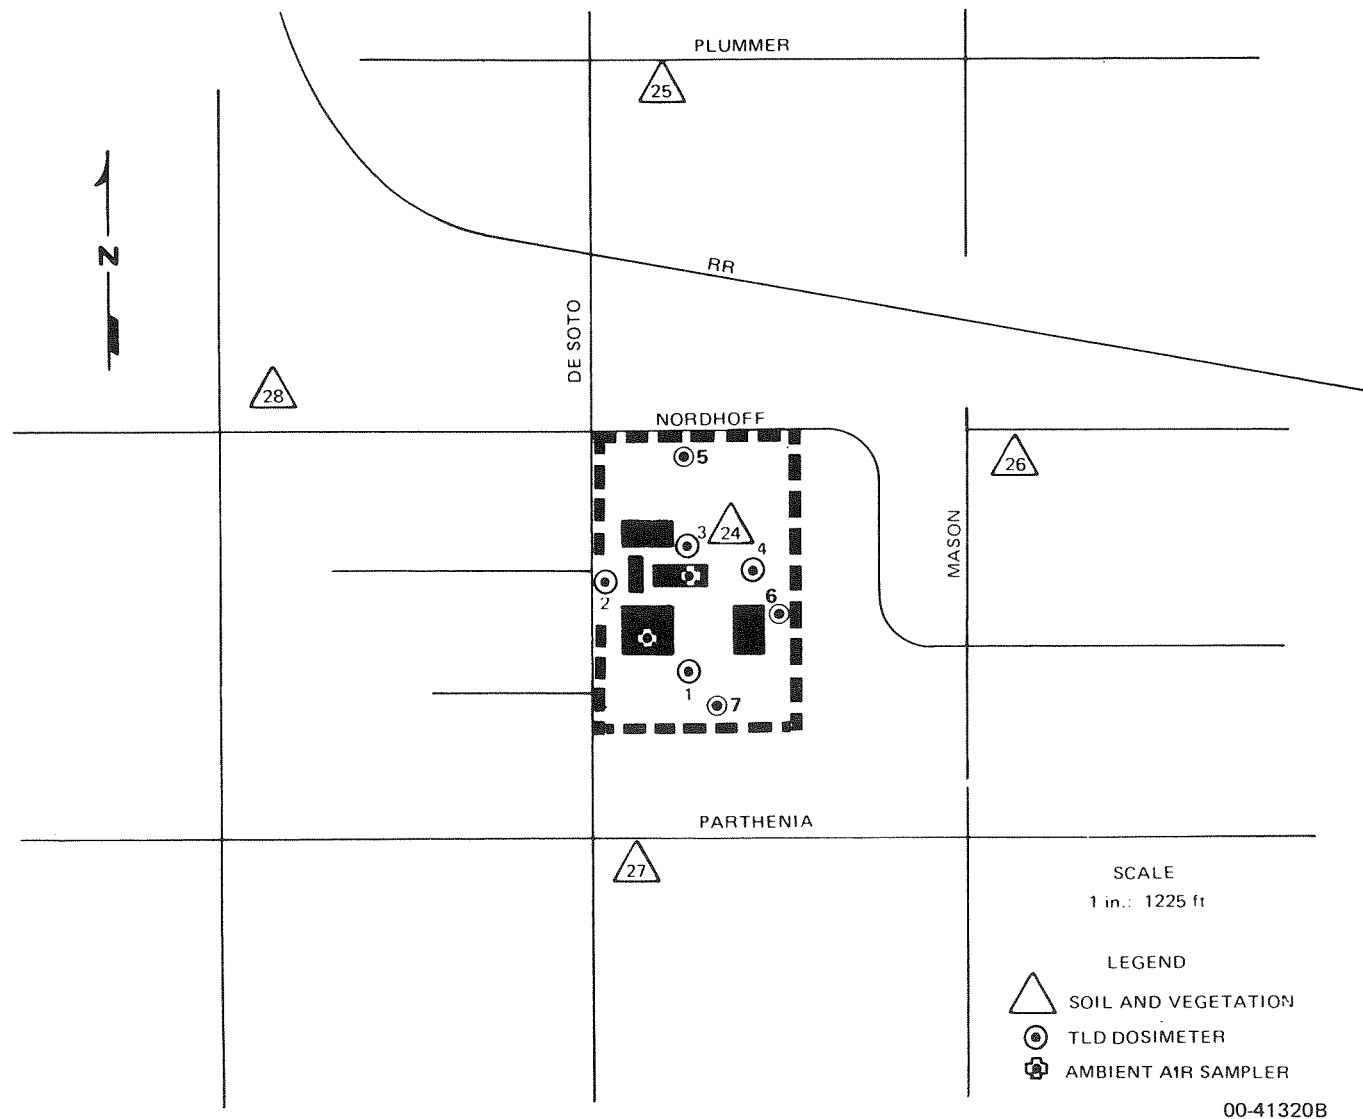 PLUMMER
25
N
RR
DE SOTO
28
NORDHOFF
5
26
24
3
4
MASON
2
6
1
7
PARTHENIA
27
SCALE
1 in.: 1225 ft
LEGEND
SOIL AND VEGETATION
TLD DOSIMETER
AMBIENT AIR SAMPLER
00-41320B